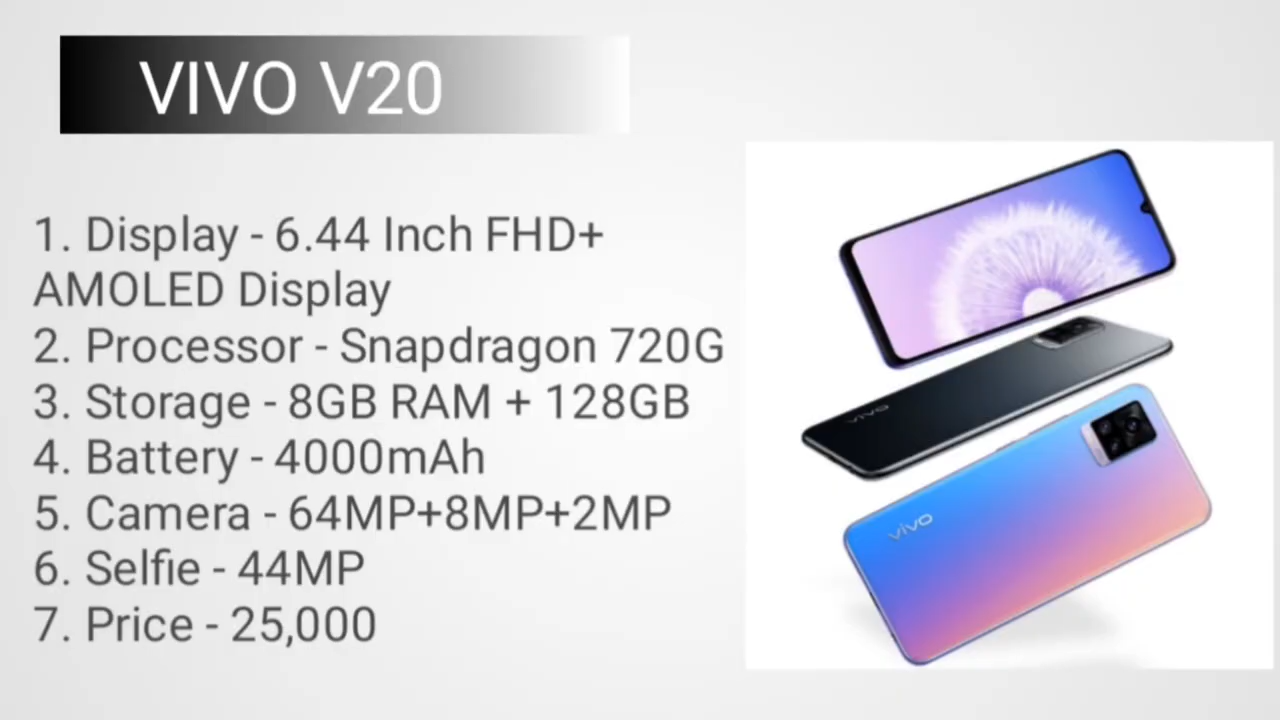 VIVO V20
1. Display - 6.44 Inch FHD+
AMOLED Display
2. Processor - Snapdragon 720G
3. Storage - 8GB RAM + 128GB
4. Battery - 4000mAh
5. Camera - 64MP+8MP+2MP
6. Selfie - 44MP
7. Price - 25,000
vivo
vivo